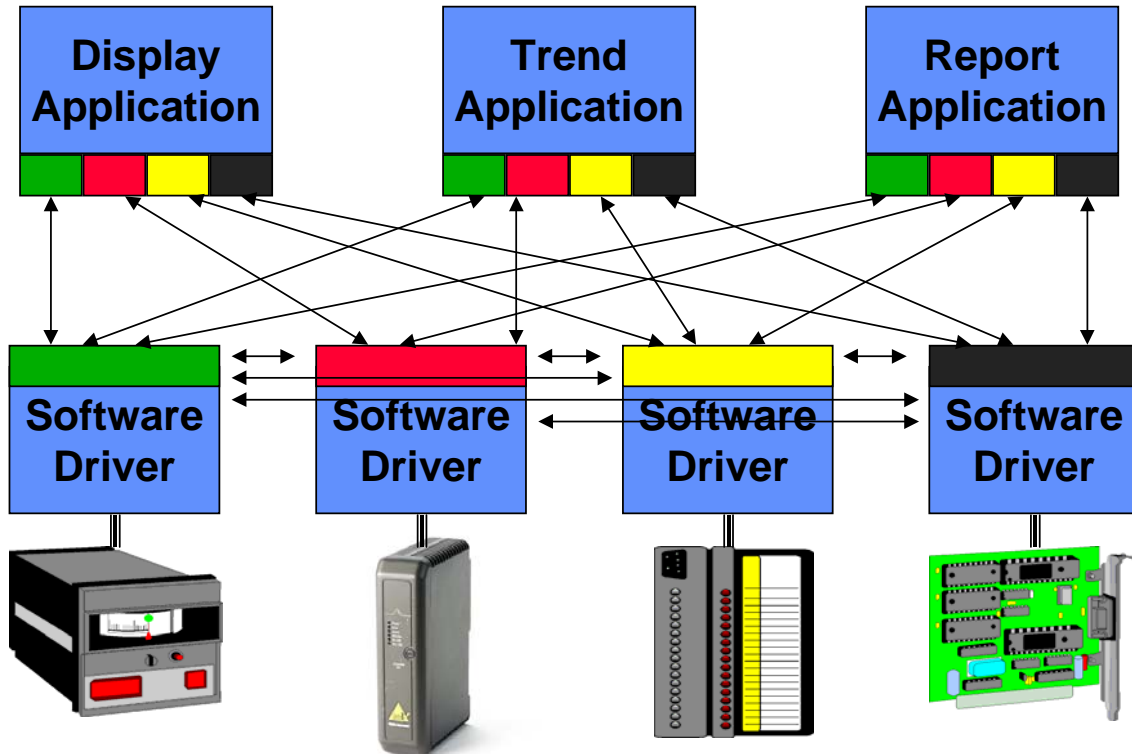 Display
Application
Trend
Application
Report
Application
Software
Driver
Software
Driver
Software
Driver
Software
Driver